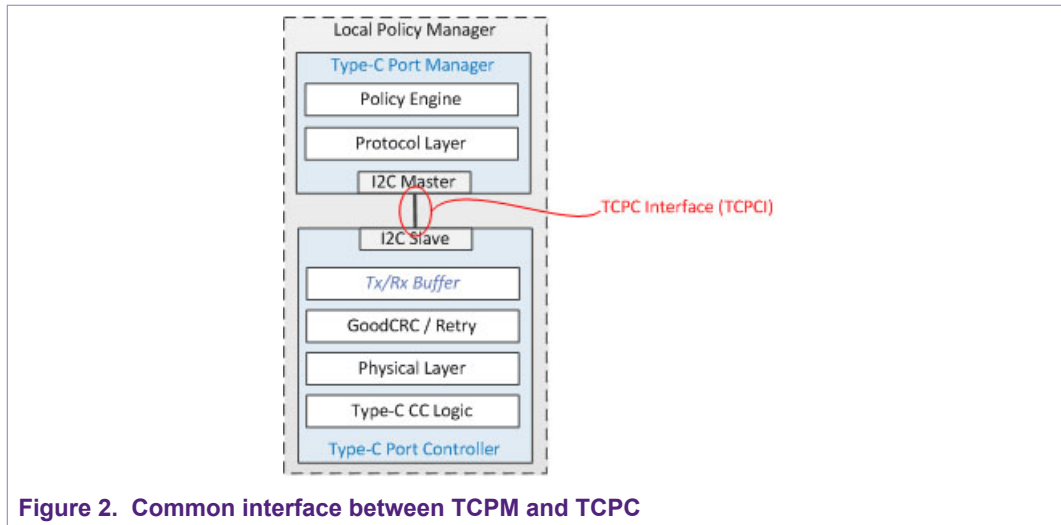 Local Policy Manager
Type-C Port Manager
Policy Engine
Protocol Layer
I2C Master
TCPC Interface (TCPCI)
I2C Slave
Tx/Rx Buffer
GoodCRC / Retry
Physical Layer
Type-C CC Logic
Type-C Port Controller
Figure 2. Common interface between TCPM and TCPC